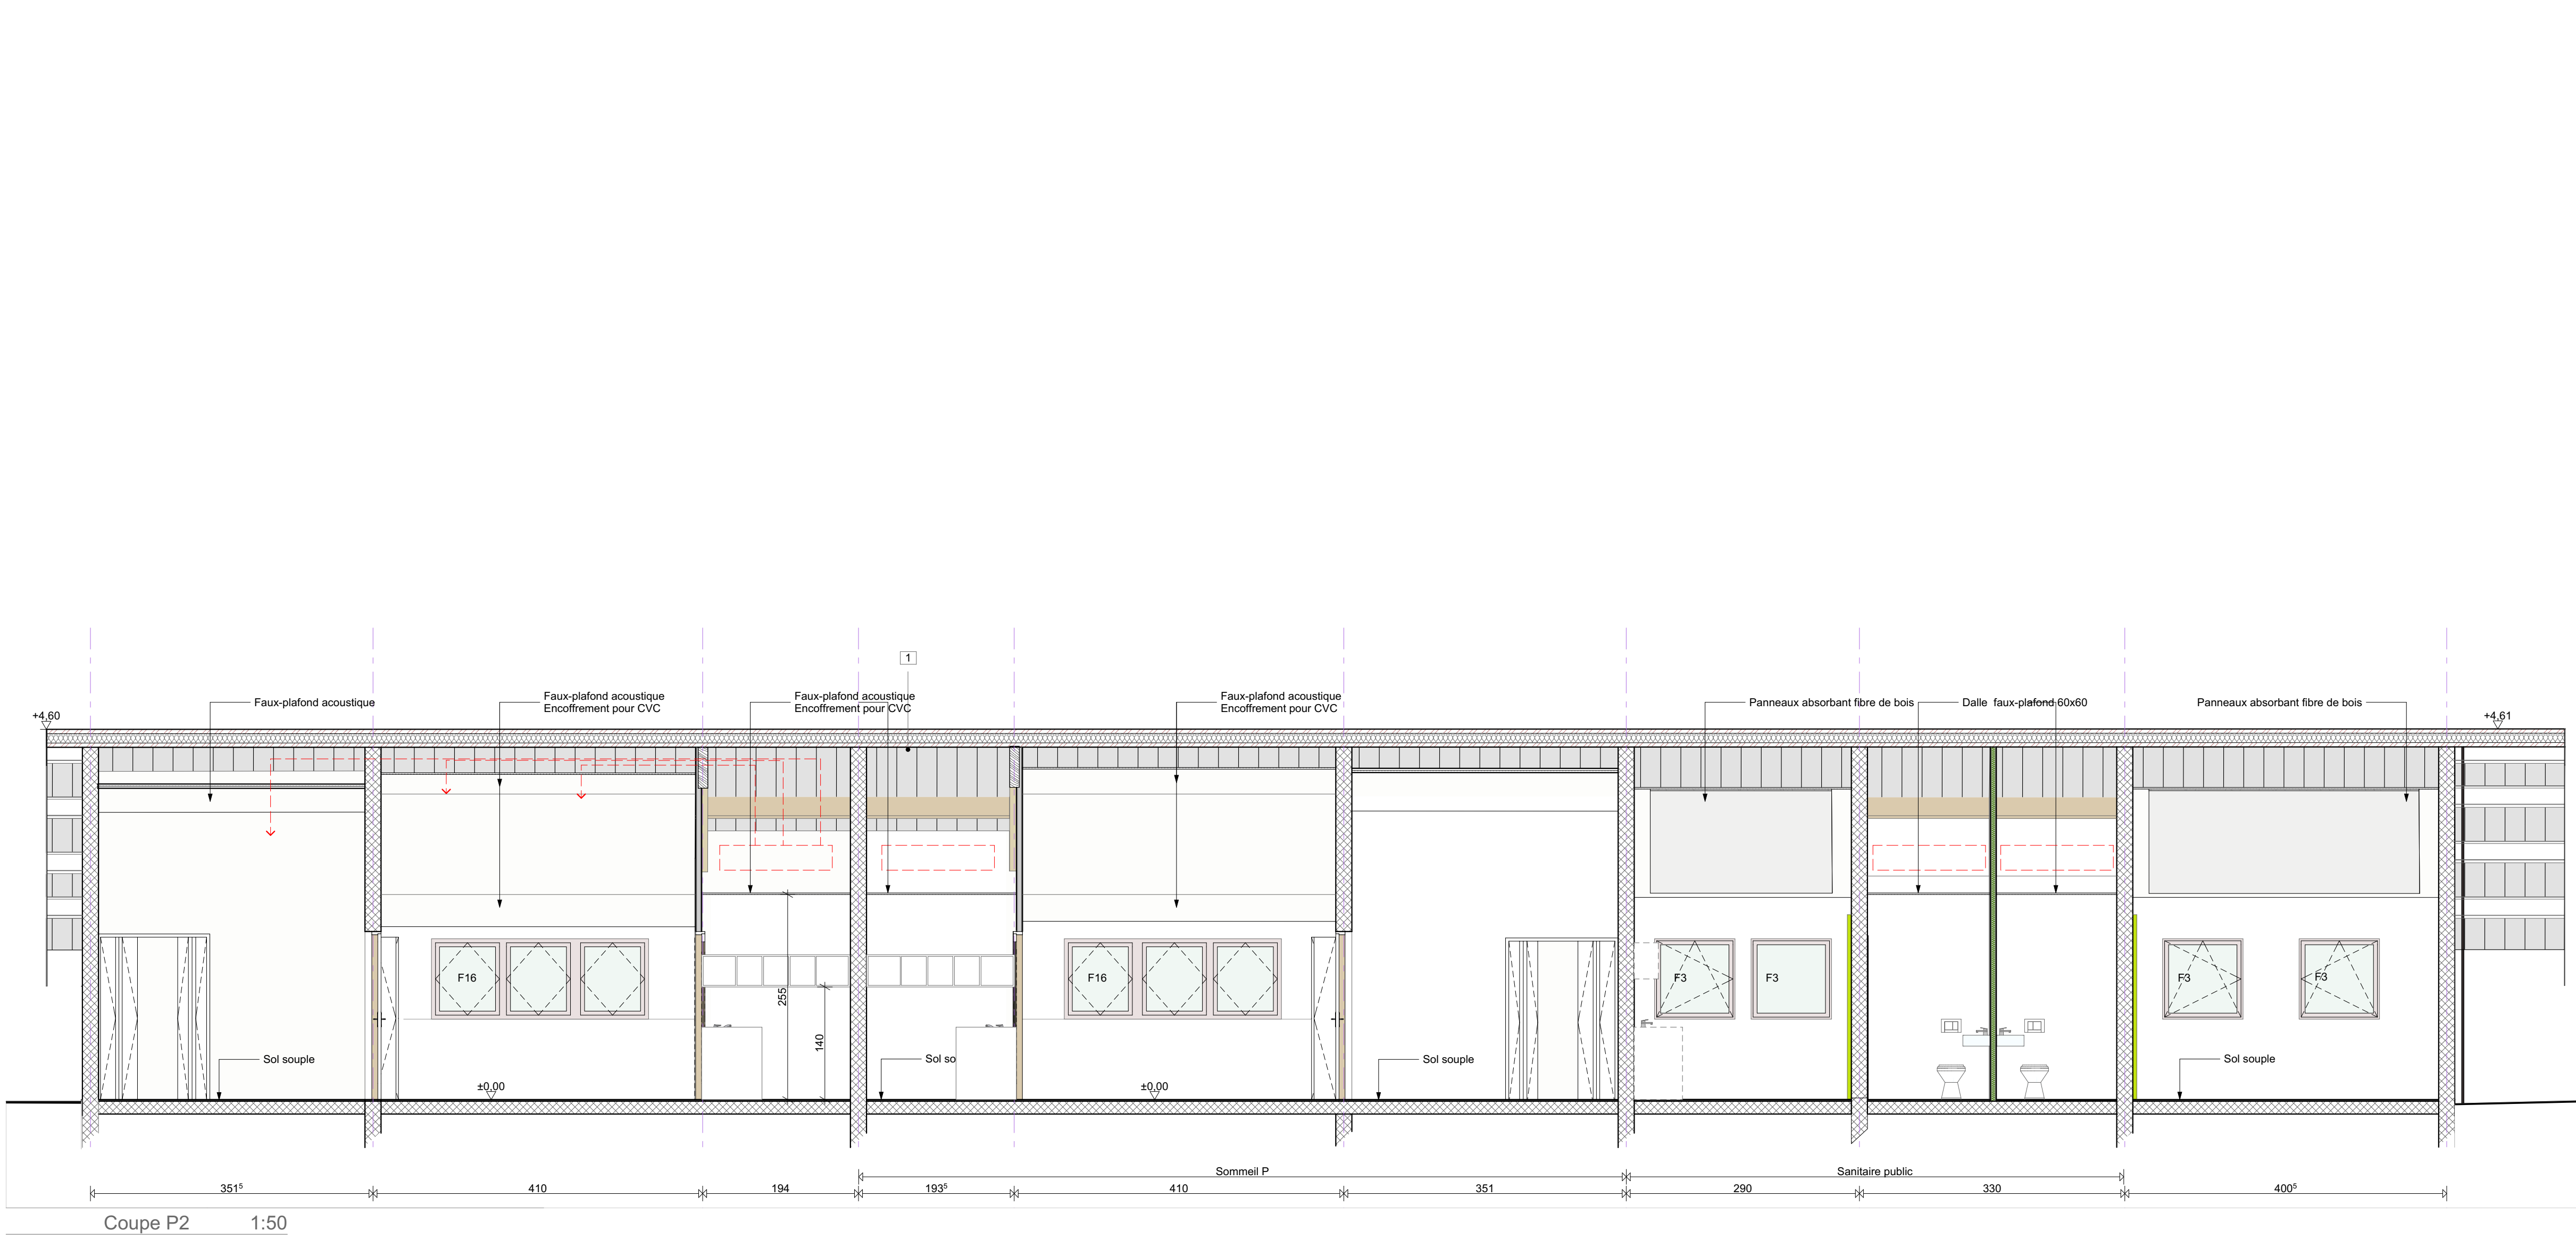 1
Faux-plafond acoustique
Faux-plafond acoustique
Encoffrement pour CVC
Faux-plafond acoustique
Encoffrement pour CVC
Faux-plafond acoustique
Encoffrement pour CVC
Panneaux absorbant fibre de bois
Dalle faux-plafond 60x60
Panneaux absorbant fibre de bois
+4.60
+4.61
F16
F16
F3
F3
F3
F3
255
140
Sol souple
Sol so
Sol souple
Sol souple
±0.00
±0.00
Sommeil P
Sanitaire public
351⁵
410
194
193⁵
410
351
290
330
400⁵
Coupe P2 1:50